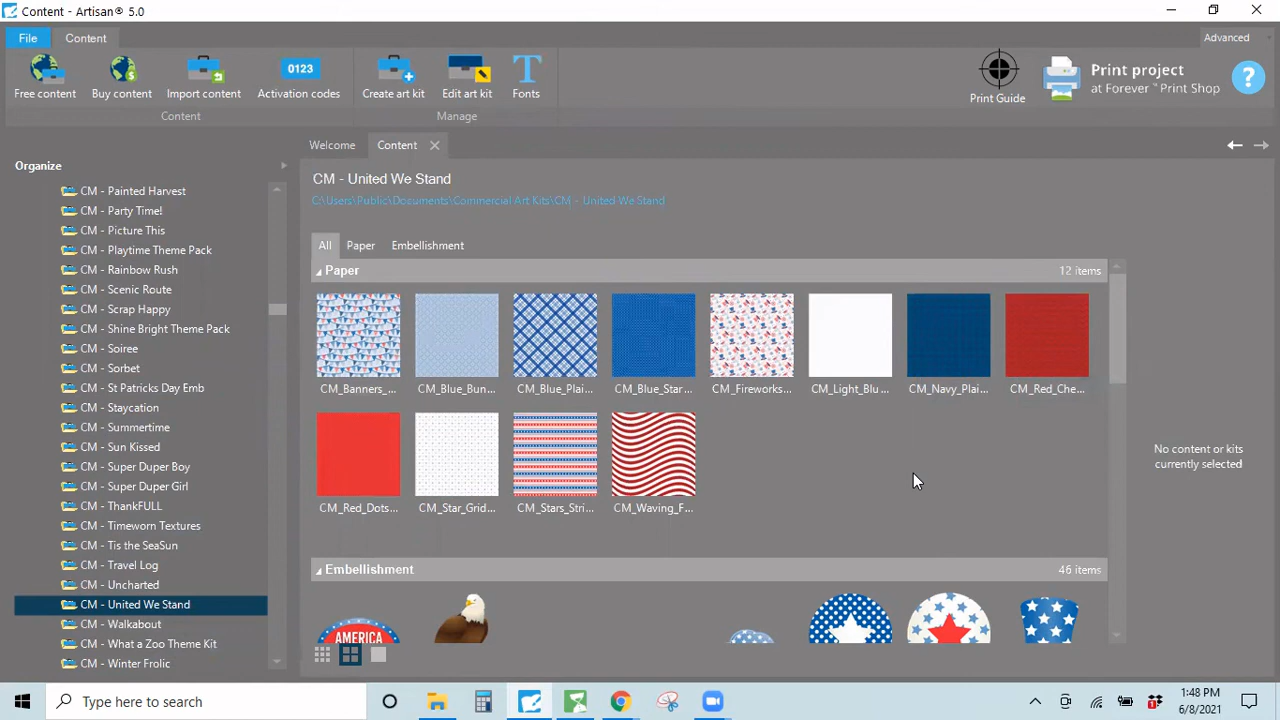 Content - Artisan® 5.0
File
Content
Advanced
Free content
Buy content
Import content
0123
Activation codes
Create art kit
Edit art kit
T
Fonts
Content
Manage
Print Guide
Print project
at Forever™ Print Shop
?
Organize
Welcome
Content
CM - Painted Harvest
CM - Party Time!
CM - Picture This
CM - Playtime Theme Pack
CM - Rainbow Rush
CM - Scenic Route
CM - Scrap Happy
CM - Shine Bright Theme Pack
CM - Soiree
CM - Sorbet
CM - St Patricks Day Emb
CM - Staycation
CM - Summertime
CM - Sun Kissed
CM - Super Duper Boy
CM - Super Duper Girl
CM - ThankFULL
CM - Timeworn Textures
CM - Tis the SeaSun
CM - Travel Log
CM - Uncharted
CM - United We Stand
CM - Walkabout
CM - What a Zoo Theme Kit
CM - Winter Frolic
CM - United We Stand
C:\Users\Public\Documents\Commercial Art Kits\CM - United We Stand
All
Paper
Embellishment
Paper
12 items
CM_Banners_...
CM_Blue_Bun...
CM_Blue_Plai...
CM_Blue_Star...
CM_Fireworks...
CM_Light_Blu...
CM_Navy_Plai...
CM_Red_Che...
CM_Red_Dots...
CM_Star_Grid...
CM_Stars_Stri...
CM_Waving_F...
Embellishment
46 items
AMERICA
No content or kits
currently selected
Type here to search
1
1:48 PM
6/8/2021